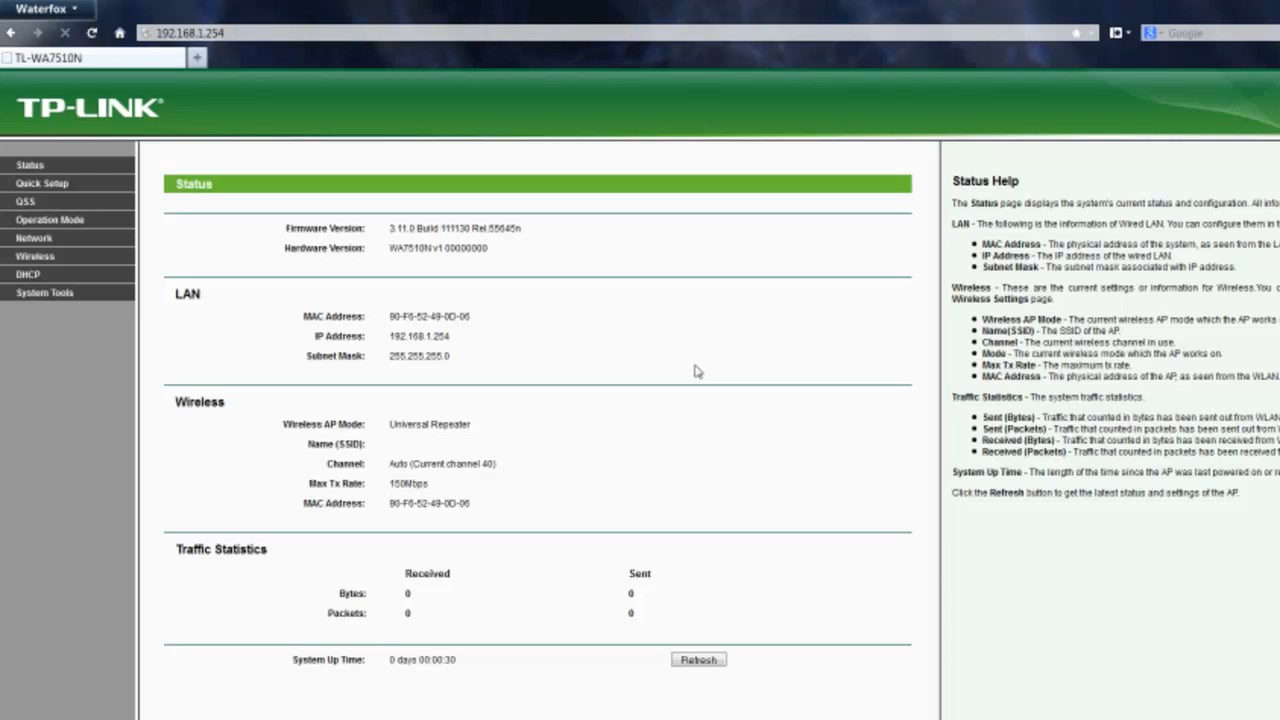 Waterfox
192.168.1.254
Google
TL-WA7510N
TP-LINK®
Status
Quick Setup
QSS
Operation Mode
Network
Wireless
DHCP
System Tools
Status
Firmware Version: 3.11.0 Build 111130 Rel.55645n
Hardware Version: WA7510N v1 00000000
LAN
MAC Address: 90-F6-52-49-0D-06
IP Address: 192.168.1.254
Subnet Mask: 255.255.255.0
Wireless
Wireless AP Mode: Universal Repeater
Name (SSID):
Channel: Auto (Current channel 40)
Max Tx Rate: 150Mbps
MAC Address: 90-F6-52-49-0D-06
Traffic Statistics
Received Sent
Bytes: 0 0
Packets: 0 0
System Up Time: 0 days 00:00:30 Refresh
Status Help
The Status page displays the system's current status and configuration. All
LAN - The following is the information of Wired LAN. You can configure them in
MAC Address - The physical address of the system, as seen from the
IP Address - The IP address of the wired LAN.
Subnet Mask - The subnet mask associated with IP address.
Wireless - These are the current settings or information for Wireless.You
Wireless Settings page.
Wireless AP Mode - The current wireless AP mode which the AP works
Name(SSID) - The SSID of the AP.
Channel - The current wireless channel in use.
Mode - The current wireless mode which the AP works on.
Max Tx Rate - The maximum tx rate.
MAC Address - The physical address of the AP, as seen from the WLAN.
Traffic Statistics - The system traffic statistics.
Sent (Bytes) - Traffic that counted in bytes has been sent out from
Sent (Packets) - Traffic that counted in packets has been sent out from
Received (Bytes) - Traffic that counted in bytes has been received from
Received (Packets) - Traffic that counted in packets has been received
System Up Time - The length of the time since the AP was last powered on or
Click the Refresh button to get the latest status and settings of the AP.